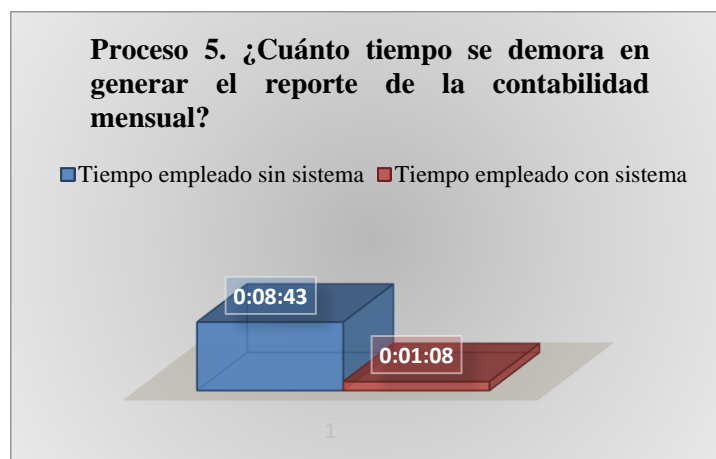 Proceso 5. ¿Cuánto tiempo se demora en
generar el reporte de la contabilidad
mensual?
Tiempo empleado sin sistema Tiempo empleado con sistema
0:08:43
0:01:08
1